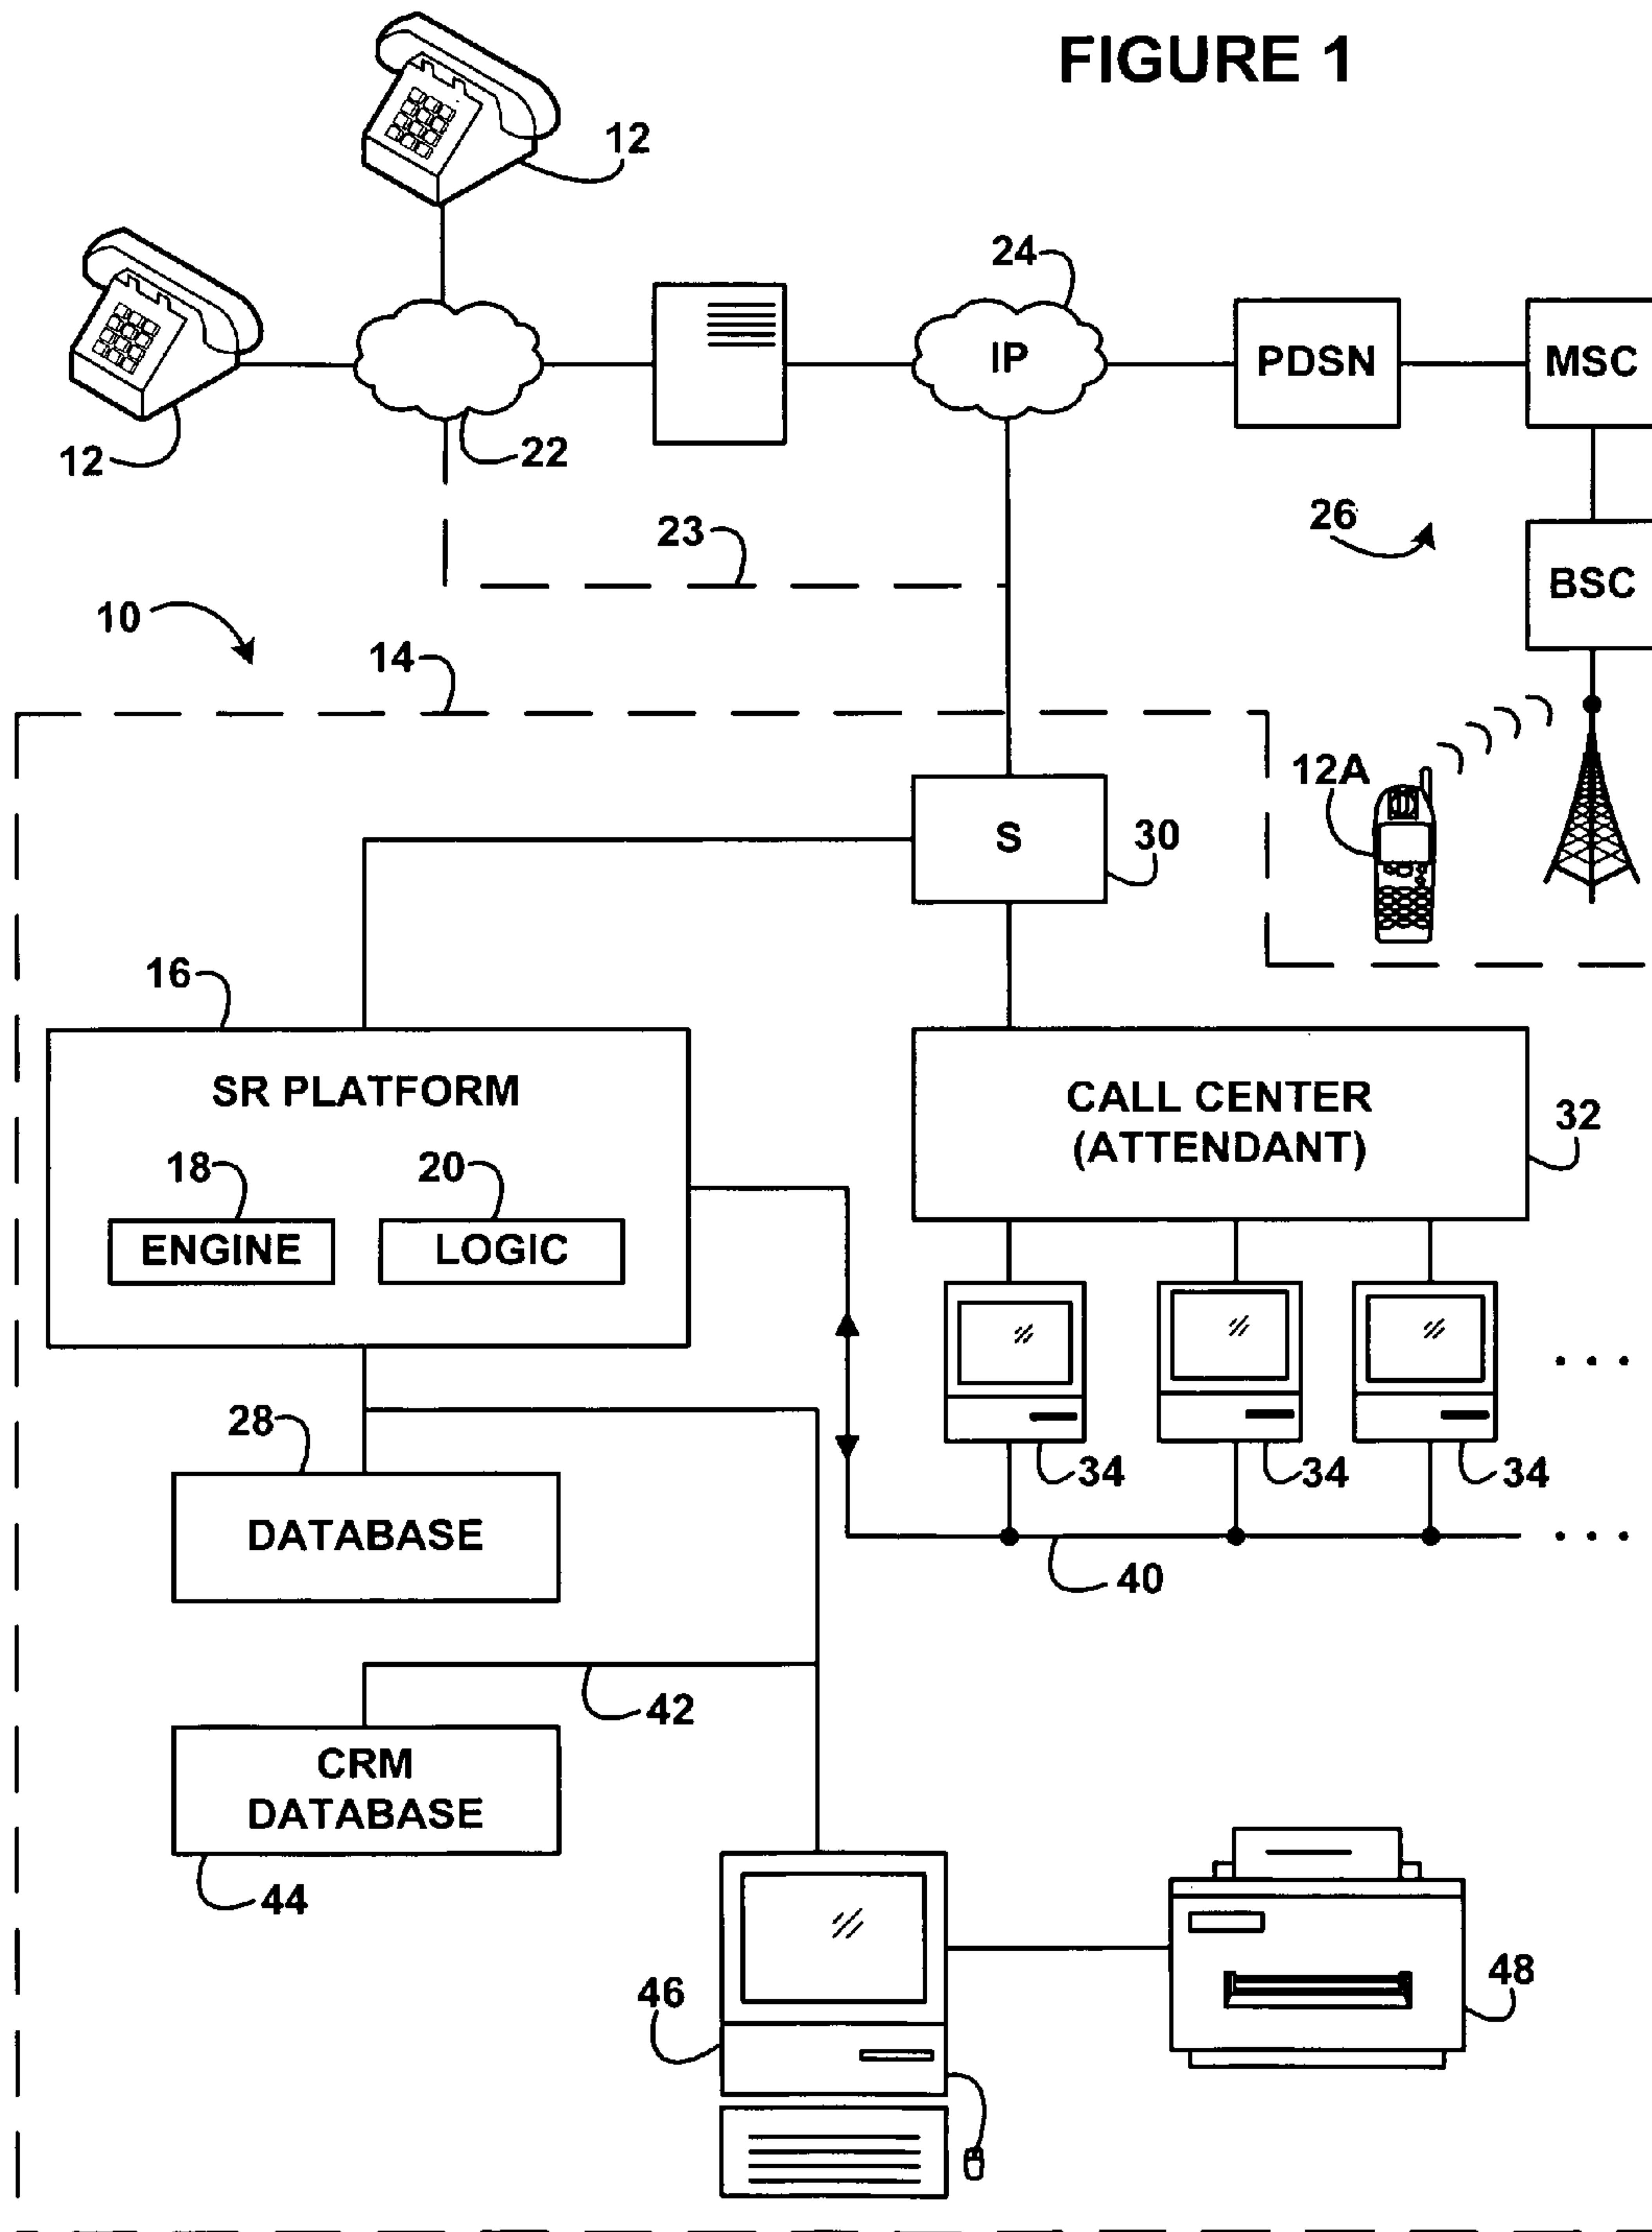 FIGURE 1
12
24
IP
PDSN
MSC
12
22
23
26
BSC
10
14
12A
S
30
16
SR PLATFORM
CALL CENTER
(ATTENDANT)
32
18
20
ENGINE
LOGIC
28
34
34
34
DATABASE
40
42
CRM
DATABASE
44
46
48